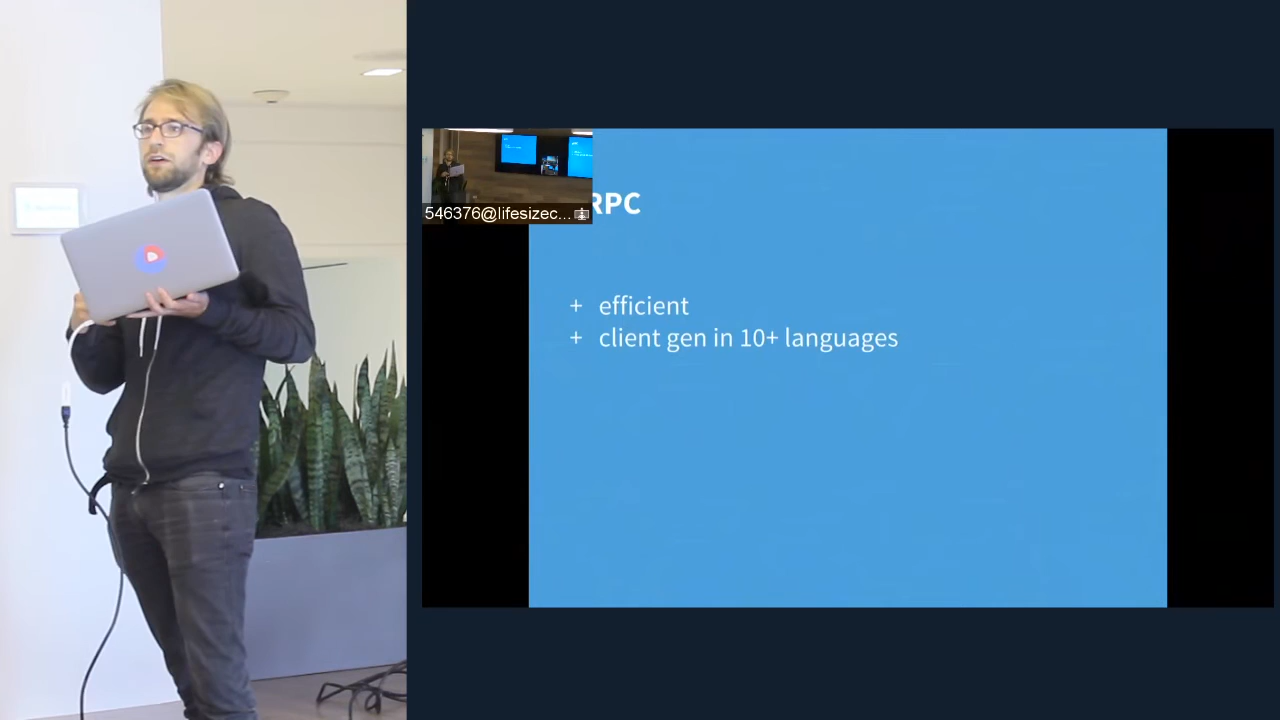 546376@lifesizec...
RPC
+ efficient
+ client gen in 10+ languages